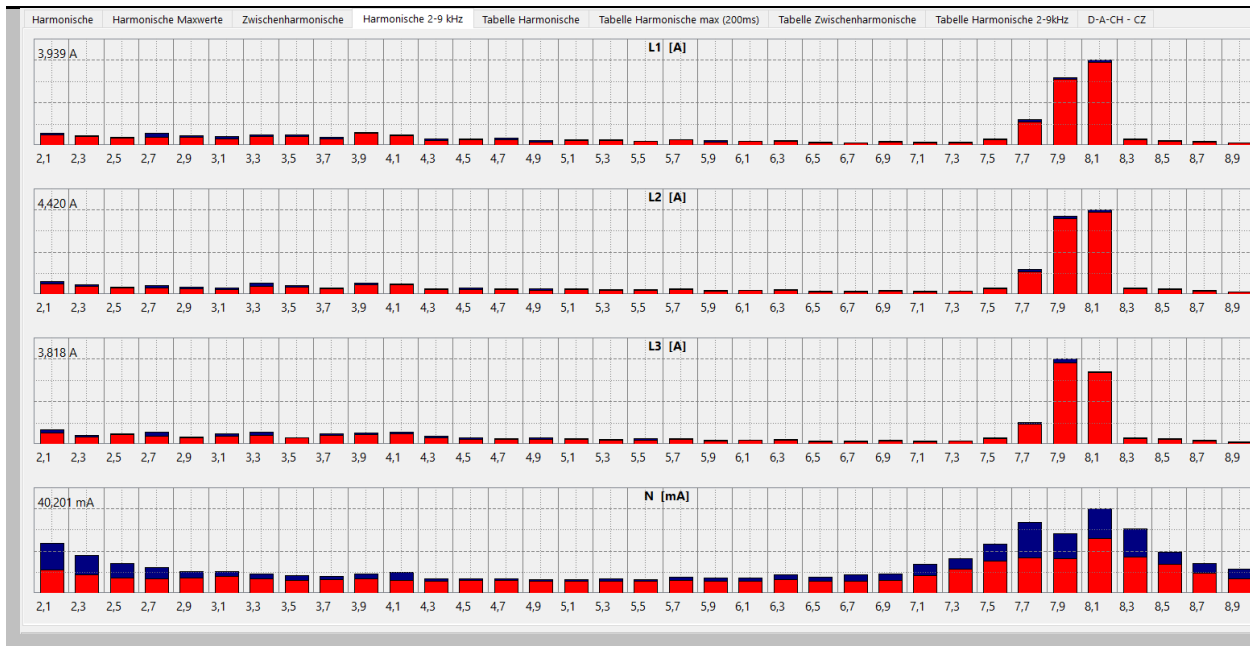 Harmonische Harmonische Maxwerte Zwischenharmonische Harmonische 2-9 kHz Tabelle Harmonische Tabelle Harmonische max (200ms) Tabelle Zwischenharmonische Tabelle Harmonische 2-9kHz D-A-CH - CZ
L1 [A]
3,939 A
2,1 2,3 2,5 2,7 2,9 3,1 3,3 3,5 3,7 3,9 4,1 4,3 4,5 4,7 4,9 5,1 5,3 5,5 5,7 5,9 6,1 6,3 6,5 6,7 6,9 7,1 7,3 7,5 7,7 7,9 8,1 8,3 8,5 8,7 8,9
L2 [A]
4,420 A
2,1 2,3 2,5 2,7 2,9 3,1 3,3 3,5 3,7 3,9 4,1 4,3 4,5 4,7 4,9 5,1 5,3 5,5 5,7 5,9 6,1 6,3 6,5 6,7 6,9 7,1 7,3 7,5 7,7 7,9 8,1 8,3 8,5 8,7 8,9
L3 [A]
3,818 A
2,1 2,3 2,5 2,7 2,9 3,1 3,3 3,5 3,7 3,9 4,1 4,3 4,5 4,7 4,9 5,1 5,3 5,5 5,7 5,9 6,1 6,3 6,5 6,7 6,9 7,1 7,3 7,5 7,7 7,9 8,1 8,3 8,5 8,7 8,9
N [mA]
40,201 mA
2,1 2,3 2,5 2,7 2,9 3,1 3,3 3,5 3,7 3,9 4,1 4,3 4,5 4,7 4,9 5,1 5,3 5,5 5,7 5,9 6,1 6,3 6,5 6,7 6,9 7,1 7,3 7,5 7,7 7,9 8,1 8,3 8,5 8,7 8,9